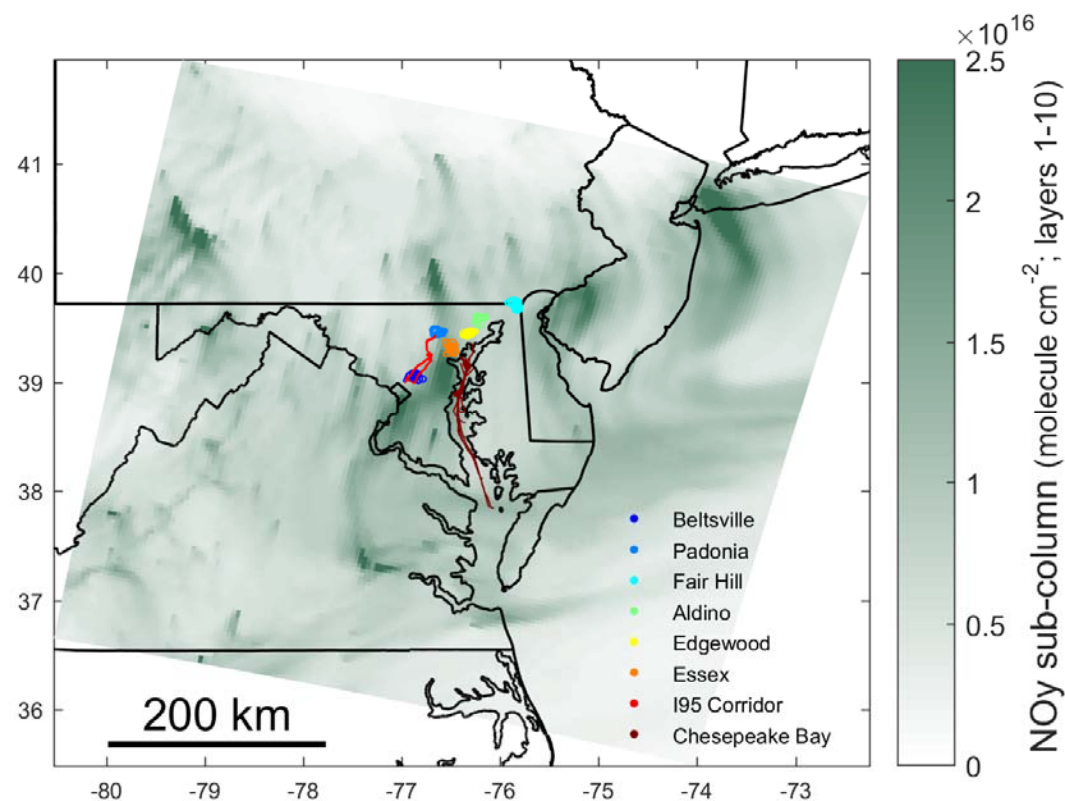 ×10^16
2.5
2
1.5
1
0.5
0
NOy sub-column (molecule cm^-2; layers 1-10)
41
40
39
38
37
36
Beltsville
Padonia
Fair Hill
Aldino
Edgewood
Essex
I95 Corridor
Chesepeake Bay
200 km
-80 -79 -78 -77 -76 -75 -74 -73